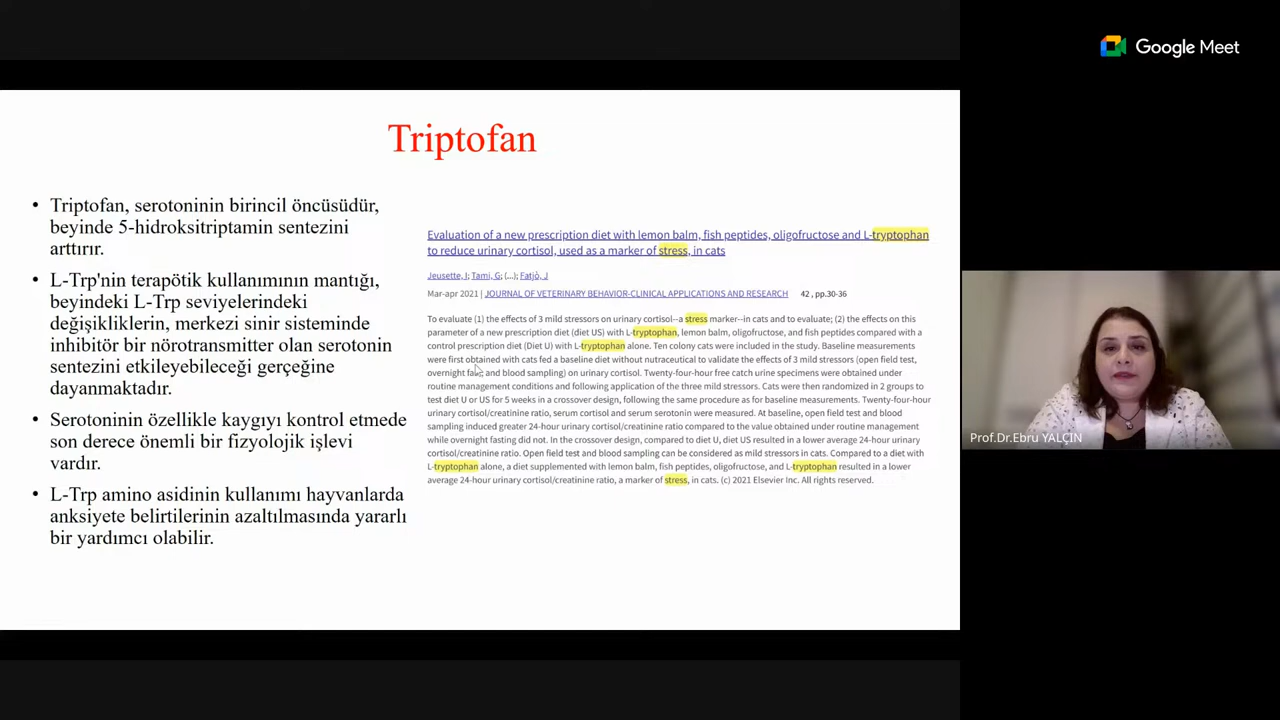 Google Meet
Triptofan
• Triptofan, serotoninin birincil öncüsüdür,
beyinde 5-hidroksitriptamin sentezini
arttırır.
• L-Trp'nin terapötik kullanımının mantığı,
beyindeki L-Trp seviyelerindeki
değişikliklerin, merkezi sinir sisteminde
inhibitör bir nörotransmitter olan serotonin
sentezini etkileyebileceği gerçeğine
dayanmaktadır.
• Serotoninin özellikle kaygıyı kontrol etmede
son derece önemli bir fizyolojik işlevi
vardır.
• L-Trp amino asidinin kullanımı hayvanlarda
anksiyete belirtilerinin azaltılmasında yararlı
bir yardımcı olabilir.
Evaluation of a new prescription diet with lemon balm, fish peptides, oligofructose and L-tryptophan
to reduce urinary cortisol, used as a marker of stress, in cats
Jeusette, I; Tami, G; (...); Fatjò, J
Mar-apr 2021 | JOURNAL OF VETERINARY BEHAVIOR-CLINICAL APPLICATIONS AND RESEARCH 42 , pp.30-36
To evaluate (1) the effects of 3 mild stressors on urinary cortisol--a stress marker--in cats and to evaluate; (2) the effects on this
parameter of a new prescription diet (diet US) with L-tryptophan, lemon balm, oligofructose, and fish peptides compared with a
control prescription diet (Diet U) with L-tryptophan alone. Ten colony cats were included in the study. Baseline measurements
were first obtained with cats fed a baseline diet without nutraceutical to validate the effects of 3 mild stressors (open field test,
overnight fast, and blood sampling) on urinary cortisol. Twenty-four-hour free catch urine specimens were obtained under
routine management conditions and following application of the three mild stressors. Cats were then randomized in 2 groups to
test diet U or US for 5 weeks in a crossover design, following the same procedure as for baseline measurements. Twenty-four-hour
urinary cortisol/creatinine ratio, serum cortisol and serum serotonin were measured. At baseline, open field test and blood
sampling induced greater 24-hour urinary cortisol/creatinine ratio compared to the value obtained under routine management
while overnight fasting did not. In the crossover design, compared to diet U, diet US resulted in a lower average 24-hour urinary
cortisol/creatinine ratio. Open field test and blood sampling can be considered as mild stressors in cats. Compared to a diet with
L-tryptophan alone, a diet supplemented with lemon balm, fish peptides, oligofructose, and L-tryptophan resulted in a lower
average 24-hour urinary cortisol/creatinine ratio, a marker of stress, in cats. (c) 2021 Elsevier Inc. All rights reserved.
Prof.Dr.Ebru YALÇIN